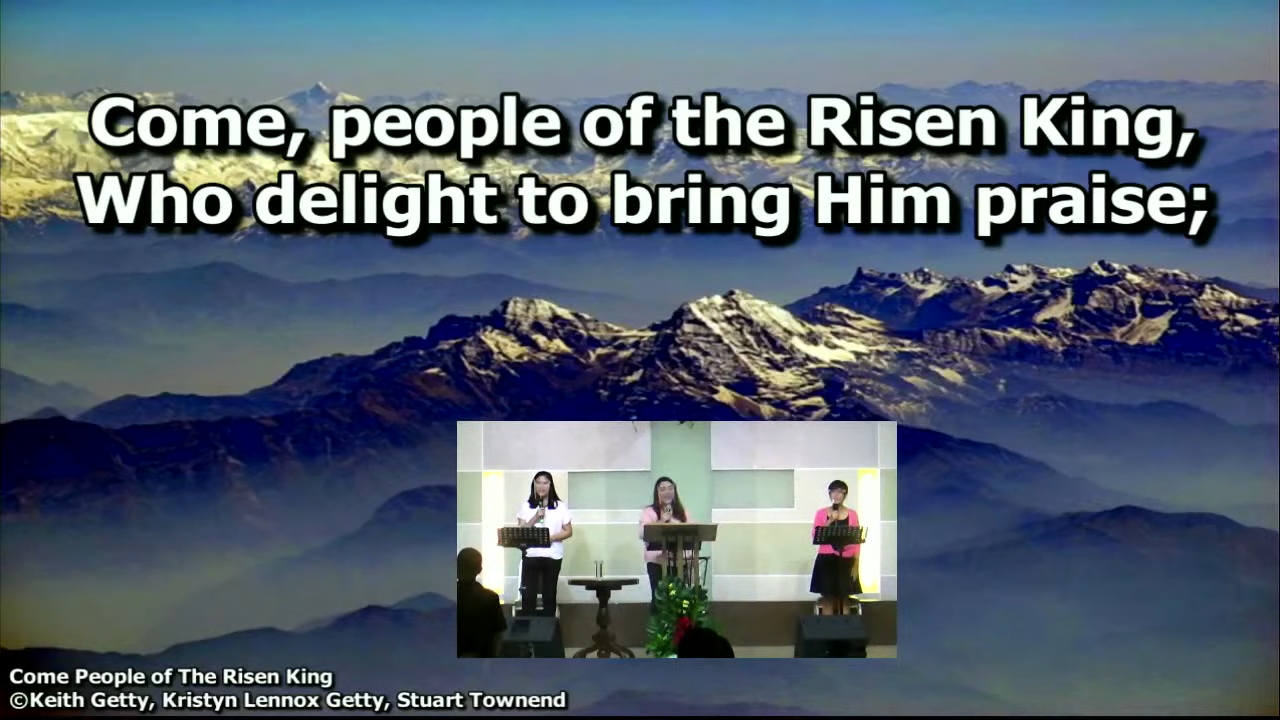 Come, people of the Risen King,
Who delight to bring Him praise;
Come People of The Risen King
©Keith Getty, Kristyn Lennox Getty, Stuart Townend